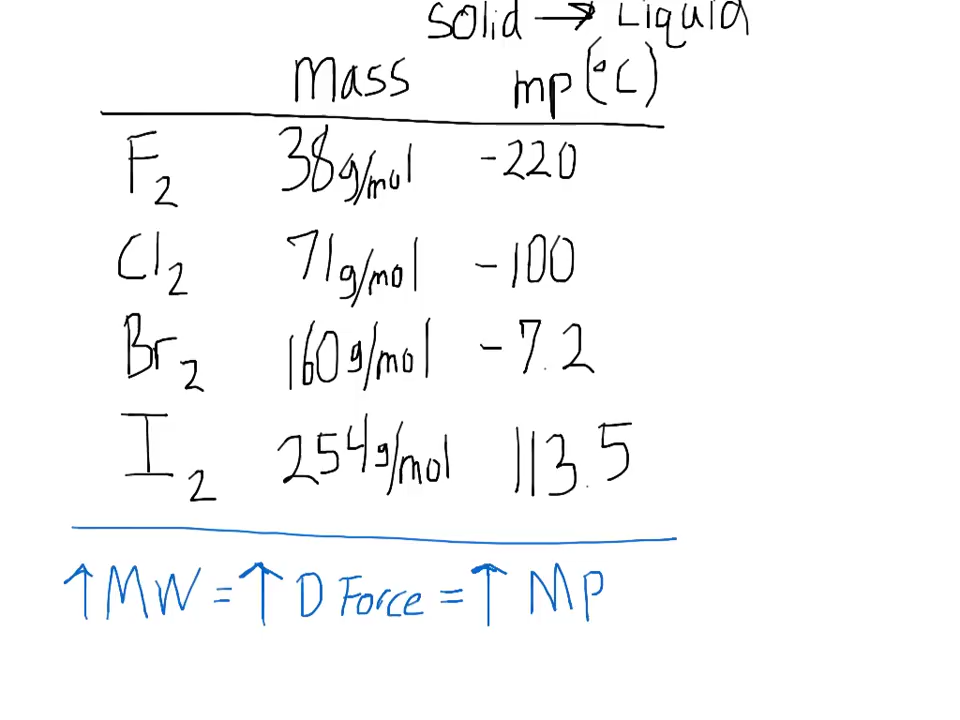 Solid → Liquid
Mass mp (°C)
F2 38g/mol -220
Cl2 71g/mol -100
Br2 160g/mol -7.2
I2 254g/mol 113.5
↑ MW = ↑ D Force = ↑ MP